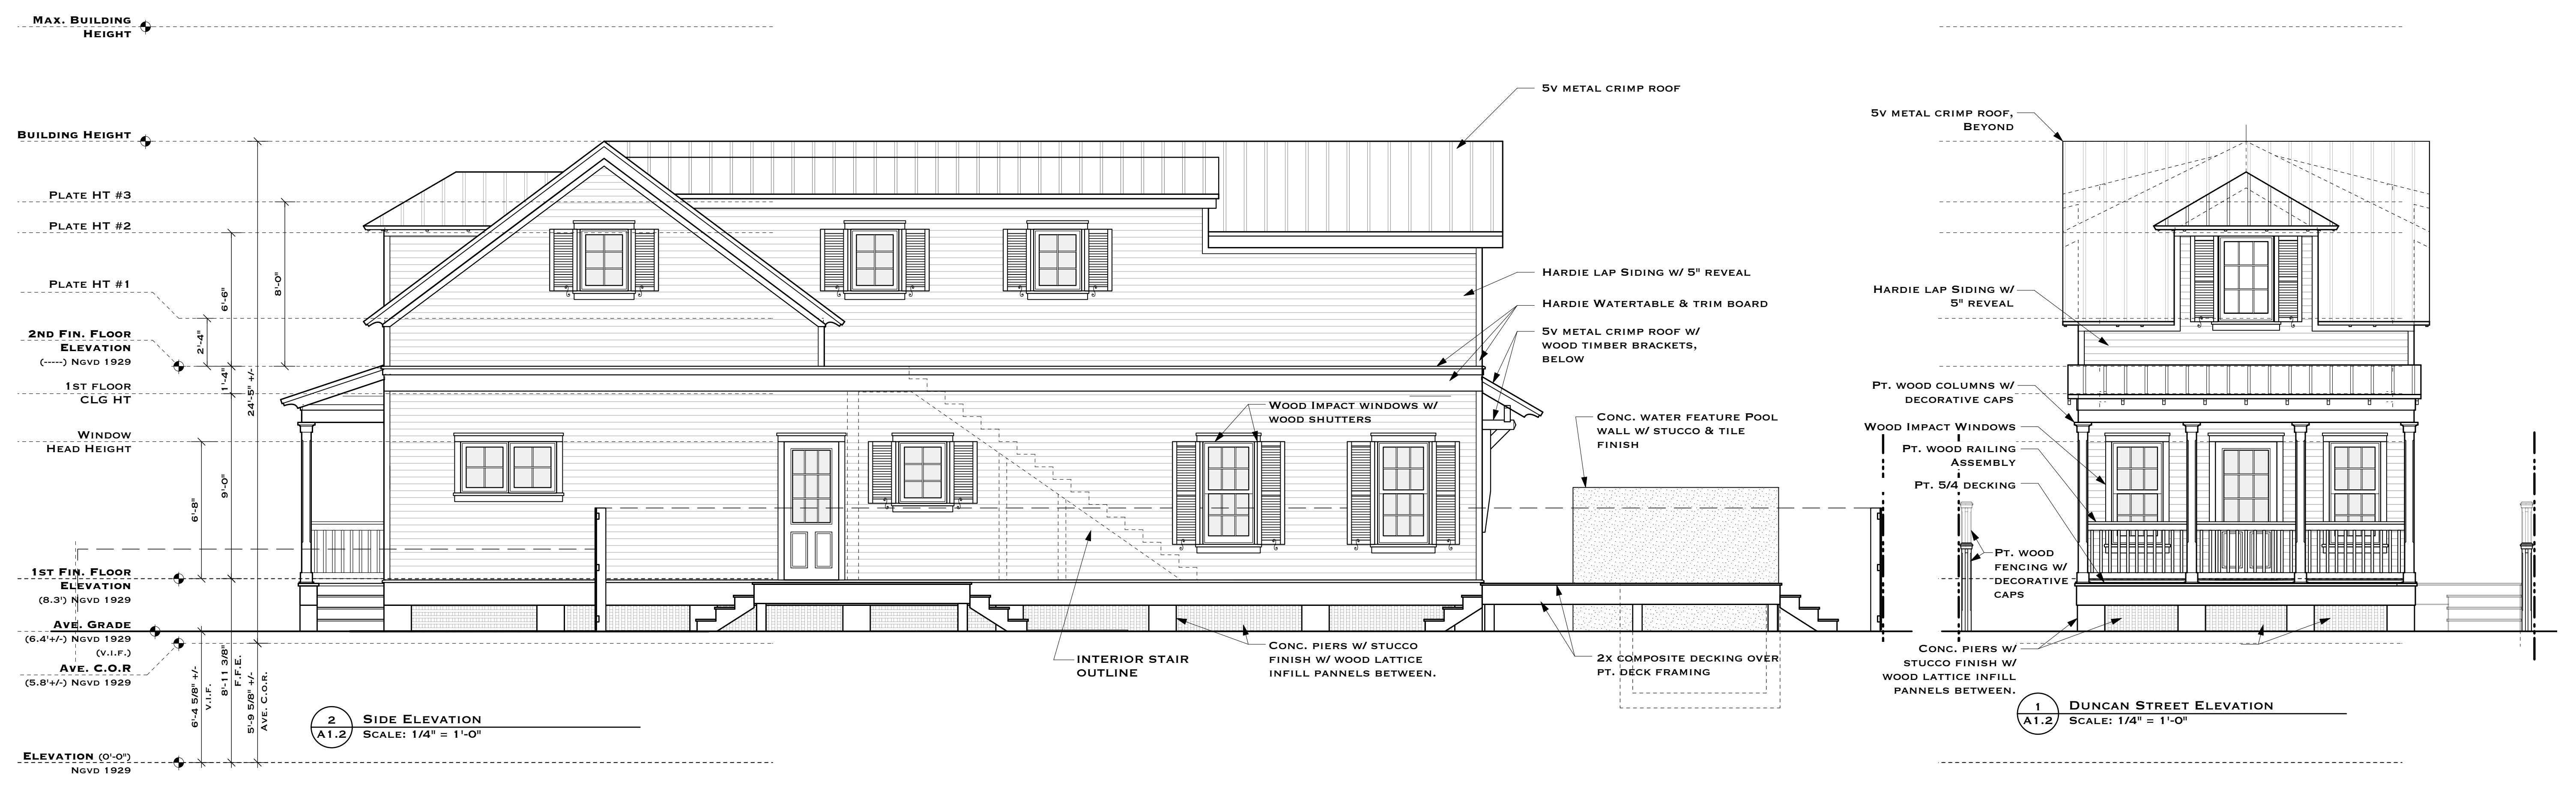 Max. Building
Height
Building Height
Plate HT #3
Plate HT #2
Plate HT #1
2nd Fin. Floor
Elevation
(-----) Ngvd 1929
1st floor
CLG HT
Window
Head Height
1st Fin. Floor
Elevation
(8.3') Ngvd 1929
Ave. Grade
(6.4'+/-) Ngvd 1929
(v.i.f.)
Ave. C.O.R
(5.8'+/-) Ngvd 1929
Elevation (0'-0")
Ngvd 1929
2'-4"
6'-6"
8'-0"
1'-4"
24'-5" +/-
9'-0"
6'-8"
6'-4 5/8" +/-
V.I.F.
8'-11 3/8"
F.F.E.
5'-9 5/8" +/-
Ave. C.O.R.
5v metal crimp roof
Hardie lap Siding w/ 5" reveal
Hardie Watertable & trim board
5v metal crimp roof w/
wood timber brackets,
below
Wood Impact windows w/
wood shutters
Conc. water feature Pool
wall w/ stucco & tile
finish
INTERIOR STAIR
OUTLINE
Conc. piers w/ stucco
finish w/ wood lattice
infill pannels between.
2x composite decking over
pt. deck framing
2
A1.2
Side Elevation
Scale: 1/4" = 1'-0"
5v metal crimp roof,
Beyond
Hardie lap Siding w/
5" reveal
Pt. wood columns w/
decorative caps
Wood Impact Windows
Pt. wood railing
Assembly
Pt. 5/4 decking
Pt. wood
fencing w/
decorative
caps
Conc. piers w/
stucco finish w/
wood lattice infill
pannels between.
1
A1.2
Duncan Street Elevation
Scale: 1/4" = 1'-0"